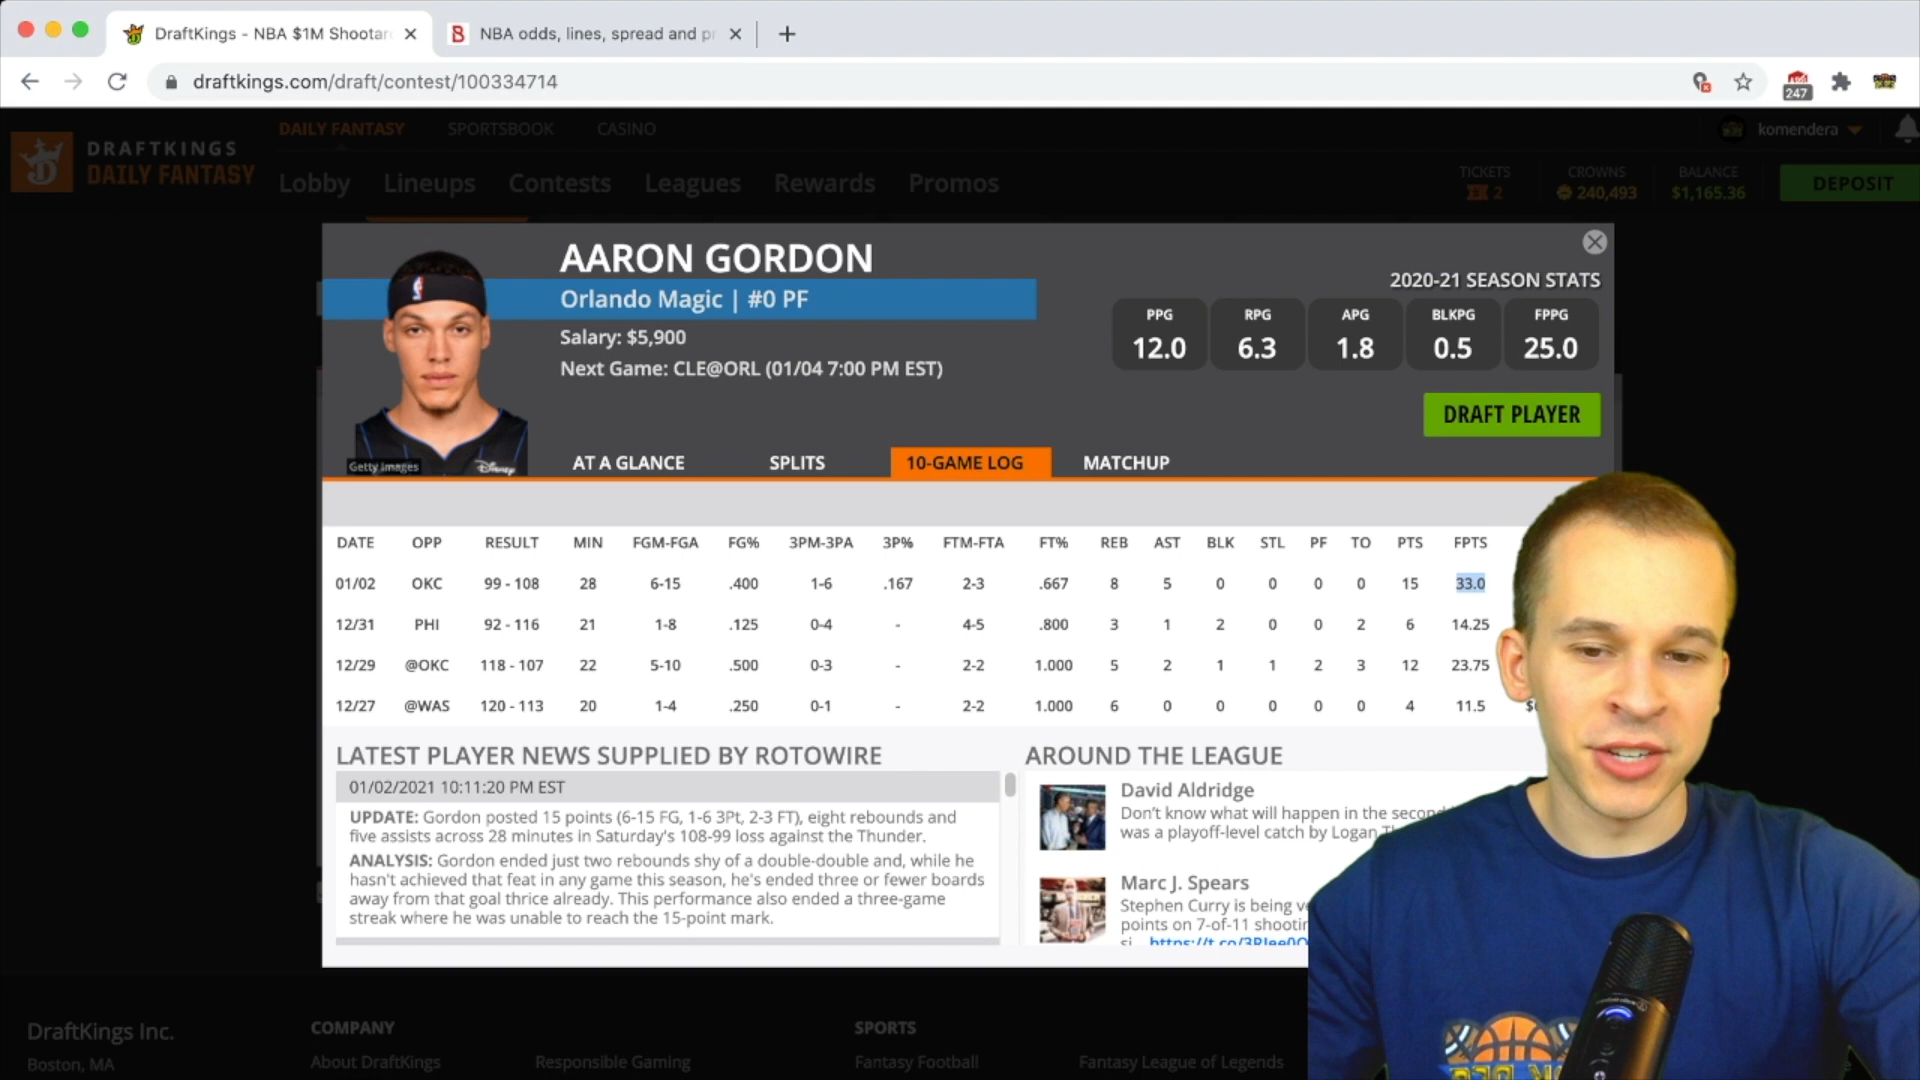 DraftKings - NBA $1M Shootar
NBA odds, lines, spread and pr
draftkings.com/draft/contest/100334714
247
DAILY FANTASY SPORTSBOOK CASINO
komendera
DRAFTKINGS
DAILY FANTASY
Lobby Lineups Contests Leagues Rewards Promos
TICKETS
2
CROWNS
240,493
BALANCE
$1,165.36
DEPOSIT
AARON GORDON
Orlando Magic | #0 PF
Salary: $5,900
Next Game: CLE@ORL (01/04 7:00 PM EST)
2020-21 SEASON STATS
PPG RPG APG BLKPG FPPG
12.0 6.3 1.8 0.5 25.0
DRAFT PLAYER
Getty Images
Disney
AT A GLANCE SPLITS 10-GAME LOG MATCHUP
DATE OPP RESULT MIN FGM-FGA FG% 3PM-3PA 3P% FTM-FTA FT% REB AST BLK STL PF TO PTS FPTS
01/02 OKC 99 - 108 28 6-15 .400 1-6 .167 2-3 .667 8 5 0 0 0 0 15 33.0
12/31 PHI 92 - 116 21 1-8 .125 0-4 - 4-5 .800 3 1 2 0 0 2 6 14.25
12/29 @OKC 118 - 107 22 5-10 .500 0-3 - 2-2 1.000 5 2 1 1 2 3 12 23.75
12/27 @WAS 120 - 113 20 1-4 .250 0-1 - 2-2 1.000 6 0 0 0 0 0 4 11.5
LATEST PLAYER NEWS SUPPLIED BY ROTOWIRE
01/02/2021 10:11:20 PM EST
UPDATE: Gordon posted 15 points (6-15 FG, 1-6 3Pt, 2-3 FT), eight rebounds and
five assists across 28 minutes in Saturday's 108-99 loss against the Thunder.
ANALYSIS: Gordon ended just two rebounds shy of a double-double and, while he
hasn't achieved that feat in any game this season, he's ended three or fewer boards
away from that goal thrice already. This performance also ended a three-game
streak where he was unable to reach the 15-point mark.
AROUND THE LEAGUE
David Aldridge
Don't know what will happen in the second
was a playoff-level catch by Logan Th
Marc J. Spears
Stephen Curry is being v
points on 7-of-11 shootin
si... https://t.co/3RJee0O
DraftKings Inc.
Boston, MA
COMPANY
About DraftKings
Responsible Gaming
SPORTS
Fantasy Football
Fantasy League of Legends